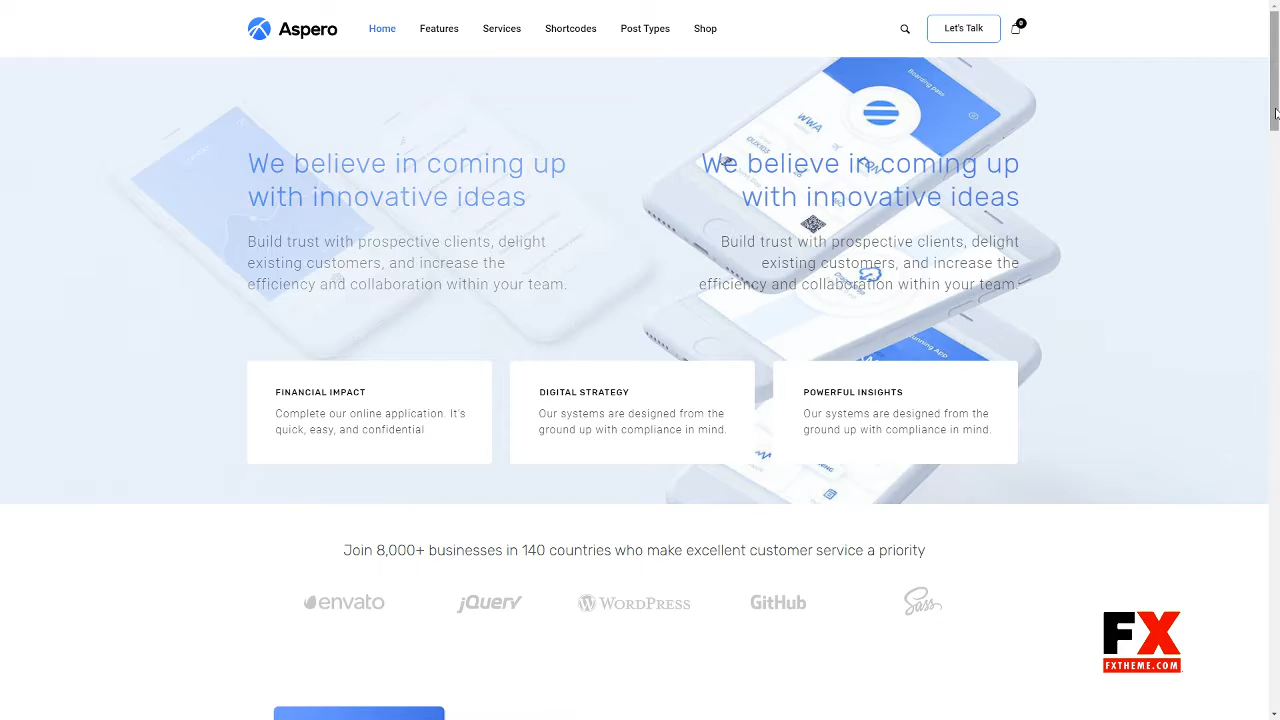 Aspero
Home Features Services Shortcodes Post Types Shop
Let's Talk
0
Boarding pass
WWA
We believe in coming up
with innovative ideas
Build trust with prospective clients, delight
existing customers, and increase the
efficiency and collaboration within your team.
We believe in coming up
with innovative ideas
Build trust with prospective clients, delight
existing customers, and increase the
efficiency and collaboration within your team.
FINANCIAL IMPACT
Complete our online application. It's
quick, easy, and confidential
DIGITAL STRATEGY
Our systems are designed from the
ground up with compliance in mind.
POWERFUL INSIGHTS
Our systems are designed from the
ground up with compliance in mind.
Join 8,000+ businesses in 140 countries who make excellent customer service a priority
envato jQuery WORDPRESS GitHub Sass
FX
FXTHEME.COM